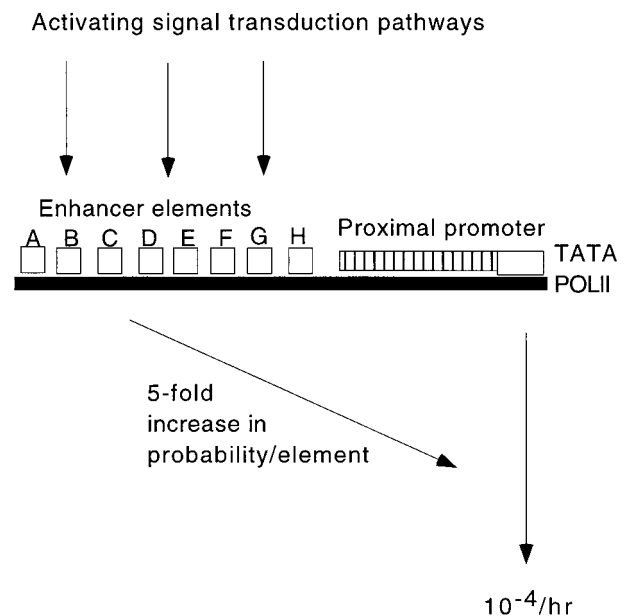 Activating signal transduction pathways
Enhancer elements
A B C D E F G H
Proximal promoter
TATA
POLII
5-fold
increase in
probability/element
10⁻⁴/hr